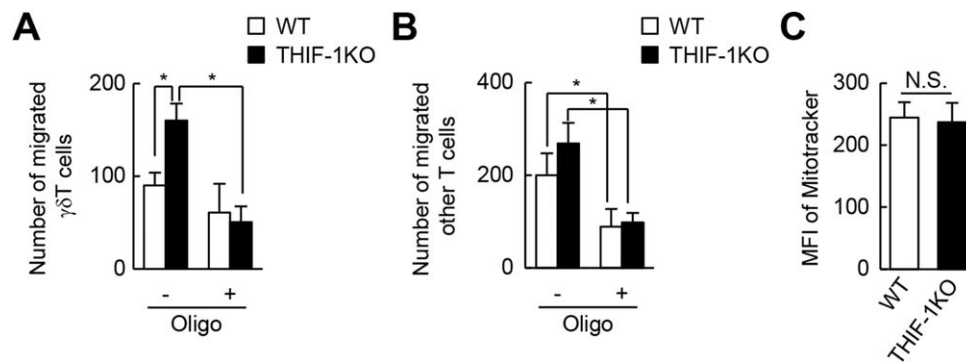 A
WT
THIF-1KO
Number of migrated
γδT cells
200
100
0
*
*
-
+
Oligo
B
WT
THIF-1KO
Number of migrated
other T cells
400
200
0
*
*
-
+
Oligo
C
MFI of Mitotracker
300
200
100
0
N.S.
WT
THIF-1KO